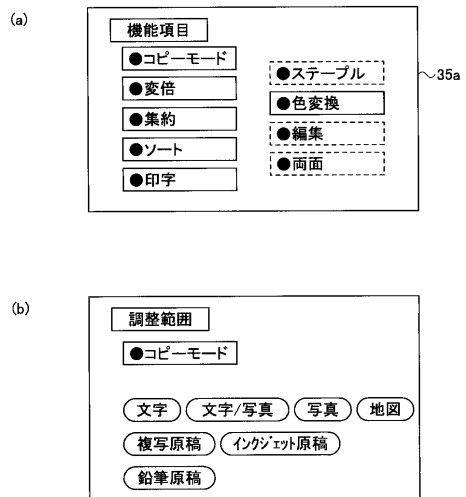 (a)
機能項目
●コピーモード
●変倍
●集約
●ソート
●印字
●ステープル
●色変換
●編集
●両面
35a
(b)
調整範囲
●コピーモード
文字 文字/写真 写真 地図
複写原稿 インクジェット原稿
鉛筆原稿